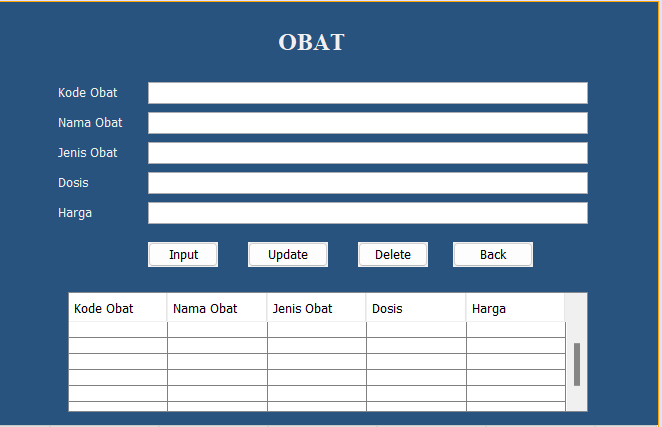 OBAT
Kode Obat
Nama Obat
Jenis Obat
Dosis
Harga
Input Update Delete Back
Kode Obat Nama Obat Jenis Obat Dosis Harga